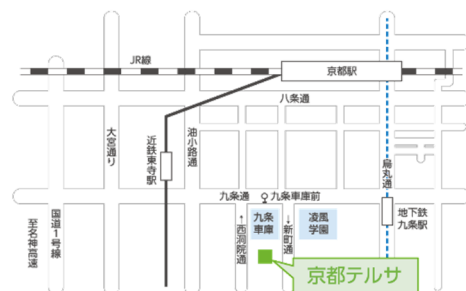 JR線
京都駅
八条通
大宮通り
近鉄東寺駅
油小路通
烏丸通
九条通
九条車庫前
国道1号線
至名神高速
↑西洞院通
九条
車庫
↓新町通
凌風
学園
地下鉄
九条駅
京都テルサ